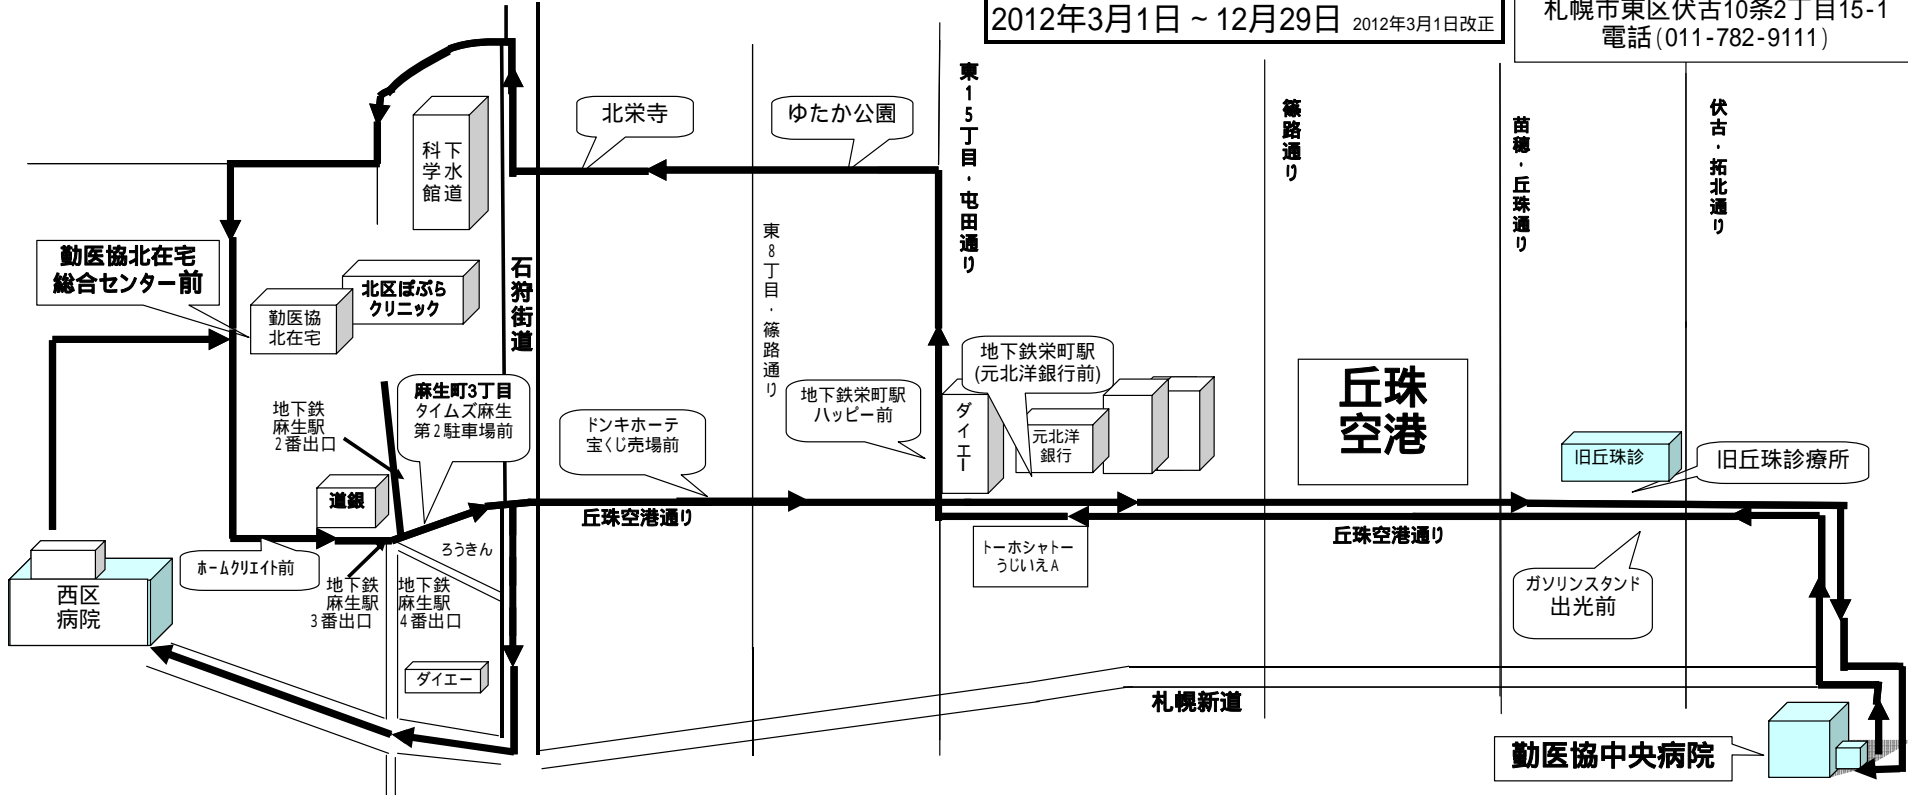 2012年3月1日 ~ 12月29日 2012年3月1日改正
札幌市東区伏古10条2丁目15-1
電話(011-782-9111)
東15丁目・屯田通り
篠路通り
苗穂・丘珠通り
伏古・拓北通り
北栄寺
ゆたか公園
下水道
科学館
石狩街道
東8丁目・篠路通り
勤医協北在宅
総合センター前
北区ぽぷら
クリニック
勤医協
北在宅
地下鉄
麻生駅
2番出口
麻生町3丁目
タイムズ麻生
第2駐車場前
ドンキホーテ
宝くじ売場前
地下鉄栄町駅
ハッピー前
ダイエー
地下鉄栄町駅
(元北洋銀行前)
元北洋
銀行
丘珠
空港
旧丘珠診
旧丘珠診療所
道銀
丘珠空港通り
丘珠空港通り
ろうきん
ホームクリエイト前
地下鉄
麻生駅
3番出口
地下鉄
麻生駅
4番出口
トーホシャトー
うじいえA
ガソリンスタンド
出光前
西区
病院
ダイエー
札幌新道
勤医協中央病院